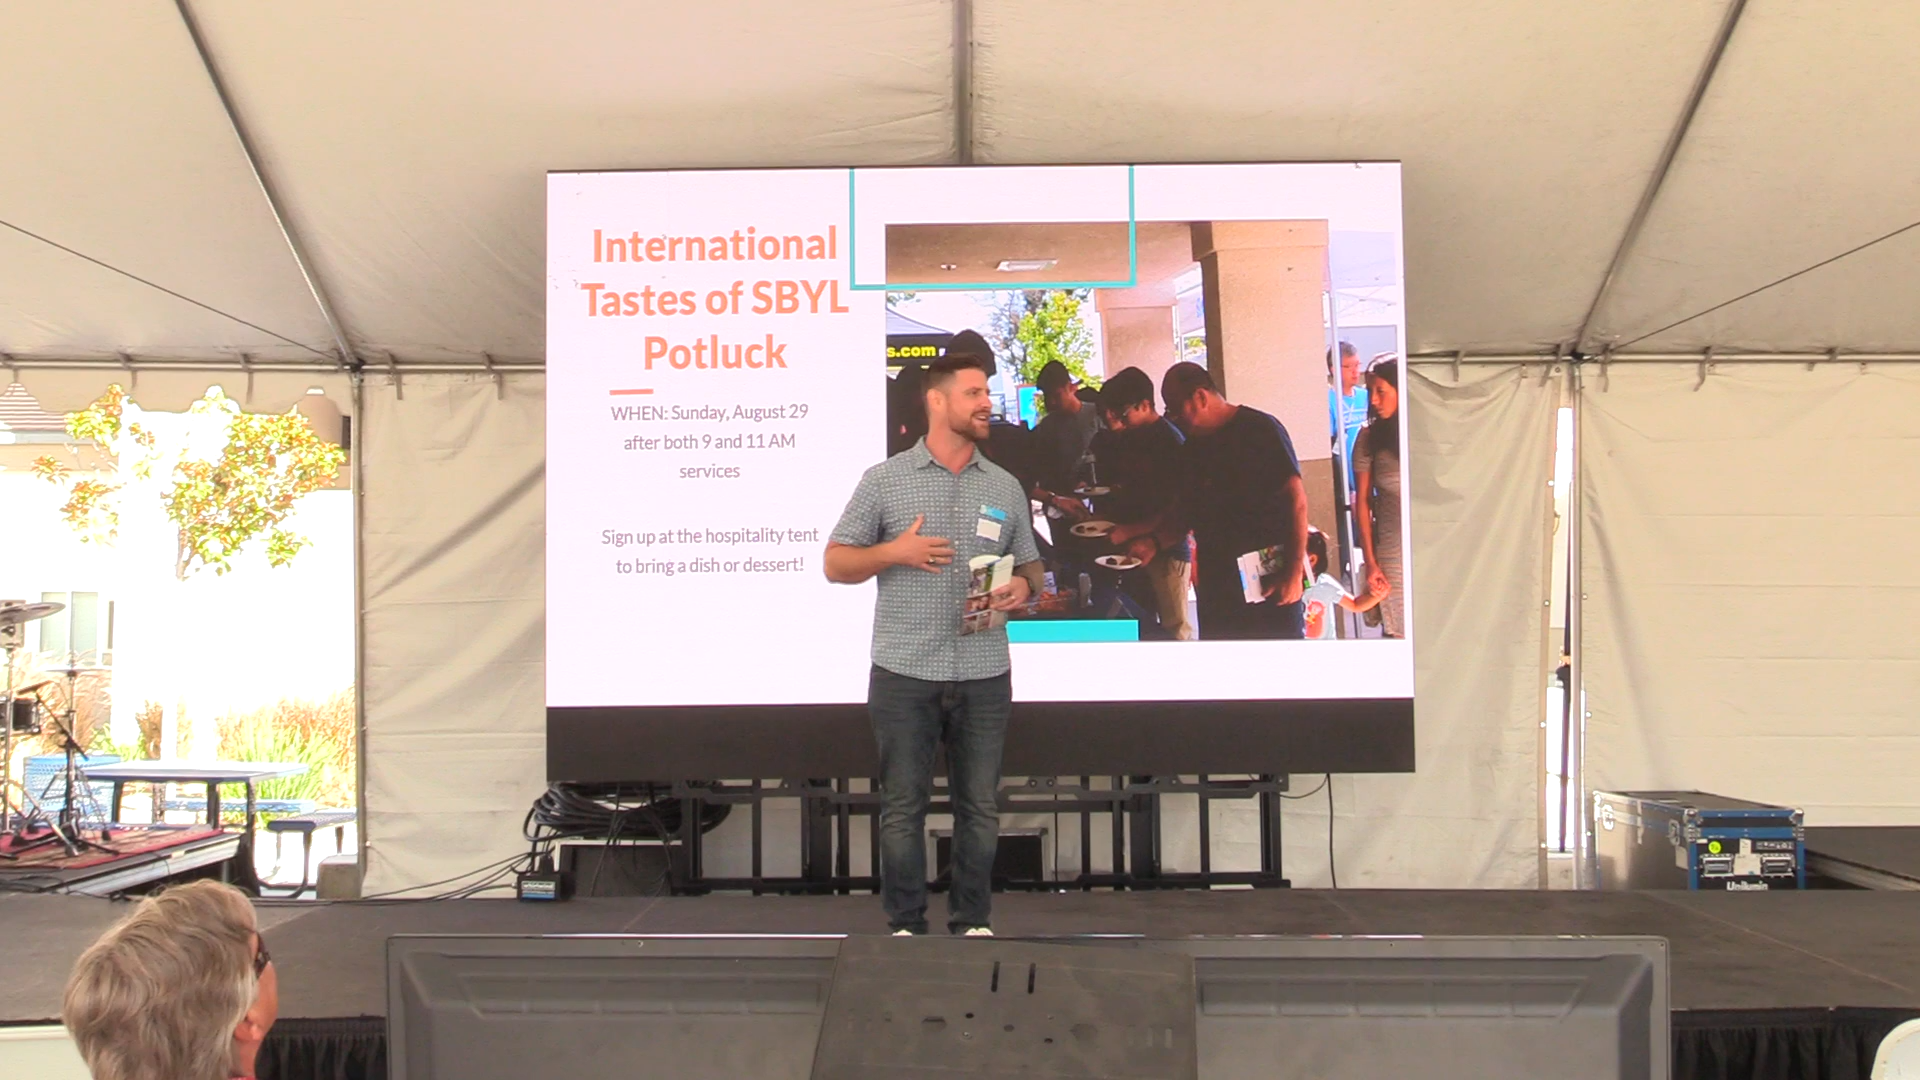 International
Tastes of SBYL
Potluck
WHEN: Sunday, August 29
after both 9 and 11 AM
services
Sign up at the hospitality tent
to bring a dish or dessert!
s.com